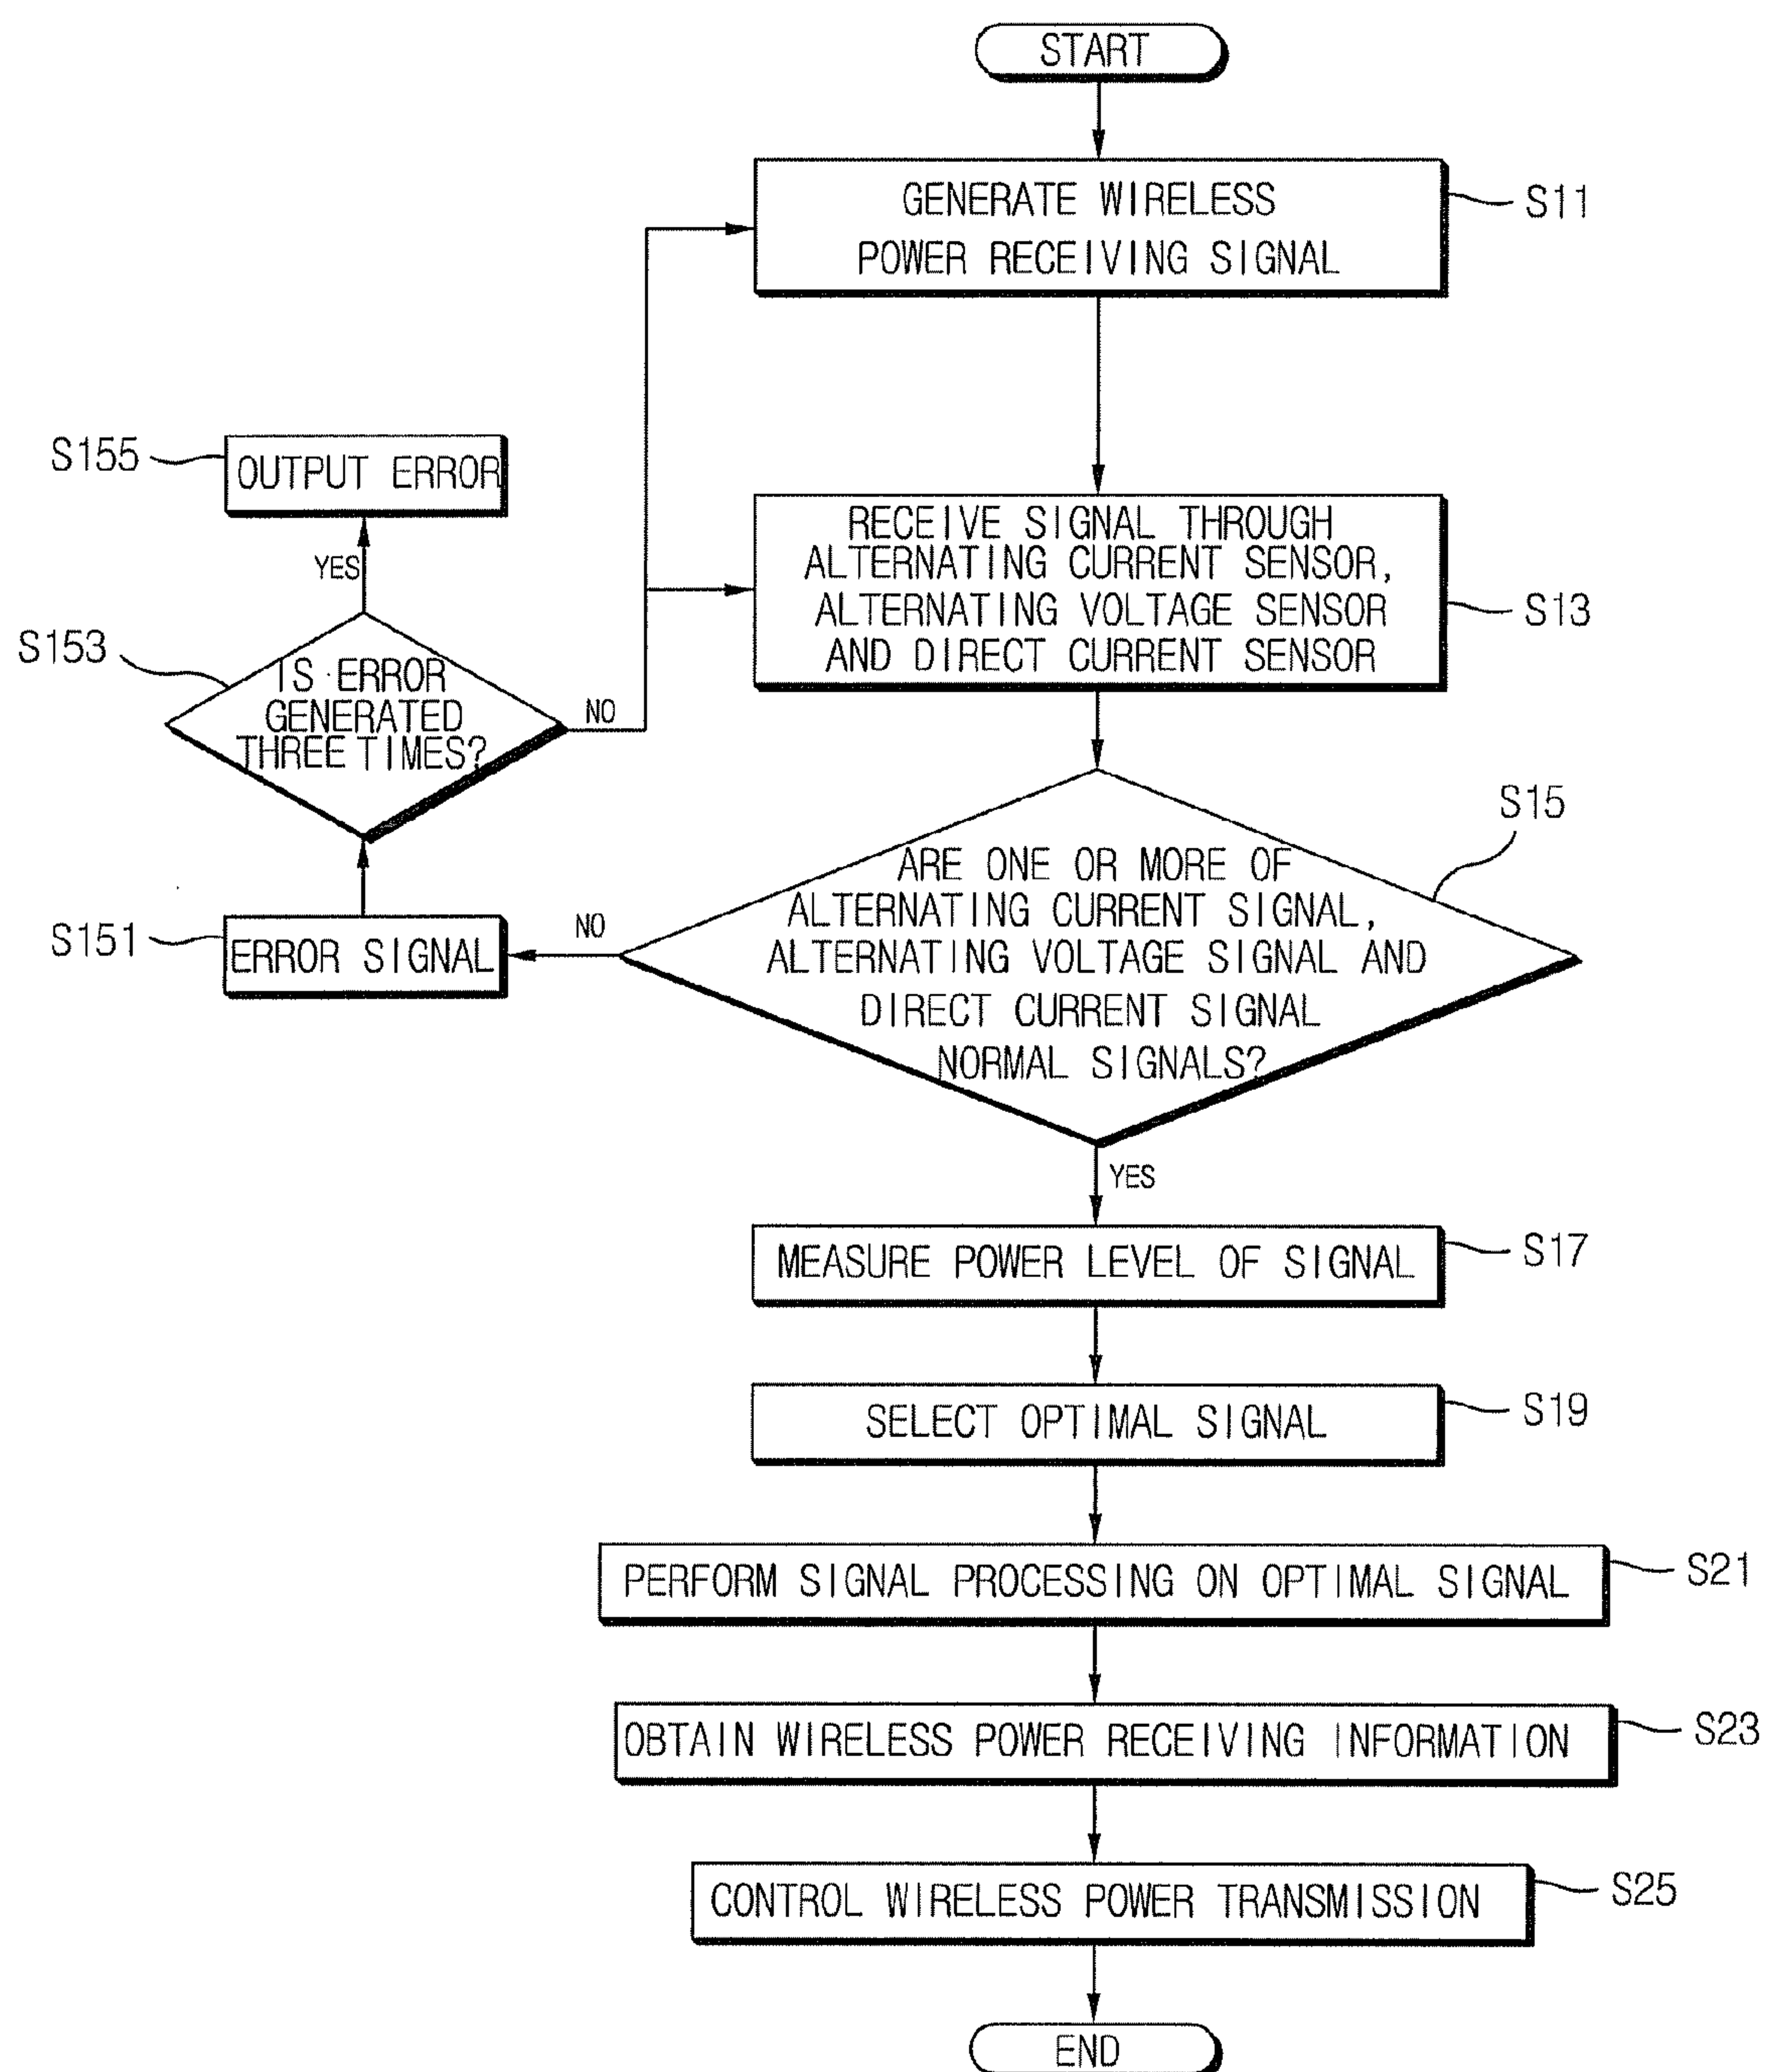 START
GENERATE WIRELESS
POWER RECEIVING SIGNAL
S11
S155
OUTPUT ERROR
YES
RECEIVE SIGNAL THROUGH
ALTERNATING CURRENT SENSOR,
ALTERNATING VOLTAGE SENSOR
AND DIRECT CURRENT SENSOR
S13
S153
IS ERROR
GENERATED
THREE TIMES?
NO
S15
ARE ONE OR MORE OF
ALTERNATING CURRENT SIGNAL,
ALTERNATING VOLTAGE SIGNAL AND
DIRECT CURRENT SIGNAL
NORMAL SIGNALS?
NO
S151
ERROR SIGNAL
YES
MEASURE POWER LEVEL OF SIGNAL
S17
SELECT OPTIMAL SIGNAL
S19
PERFORM SIGNAL PROCESSING ON OPTIMAL SIGNAL
S21
OBTAIN WIRELESS POWER RECEIVING INFORMATION
S23
CONTROL WIRELESS POWER TRANSMISSION
S25
END